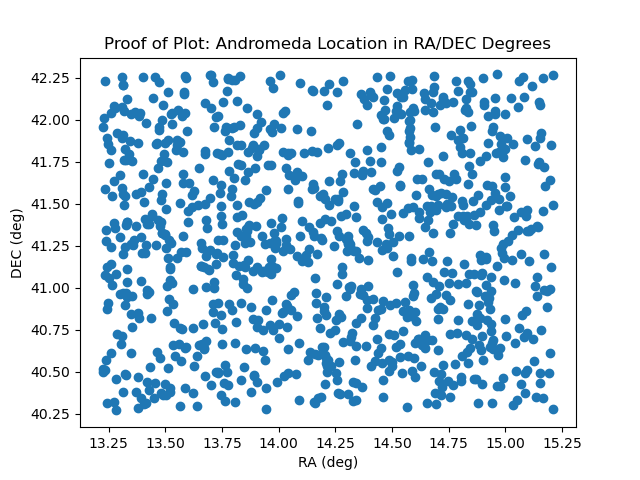 Proof of Plot: Andromeda Location in RA/DEC Degrees
DEC (deg)
42.25
42.00
41.75
41.50
41.25
41.00
40.75
40.50
40.25
13.25 13.50 13.75 14.00 14.25 14.50 14.75 15.00 15.25
RA (deg)